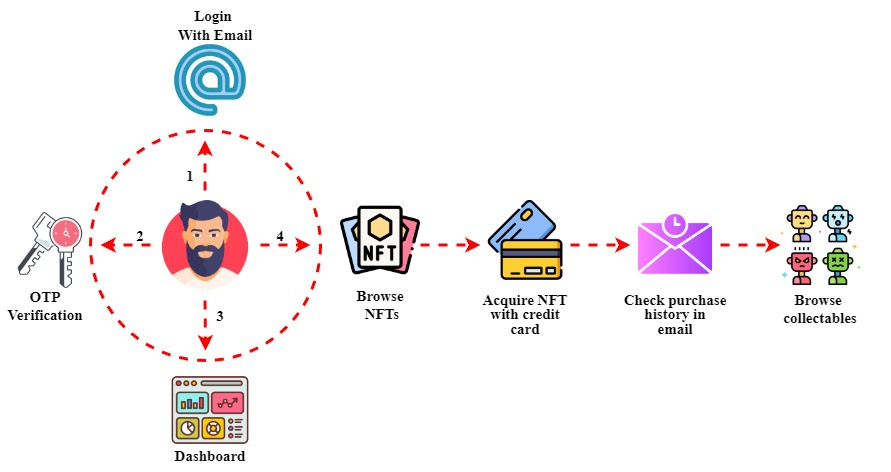 Login
With Email
1
2
4
3
OTP
Verification
NFT
Browse
NFTs
Acquire NFT
with credit
card
Check purchase
history in
email
Browse
collectables
Dashboard